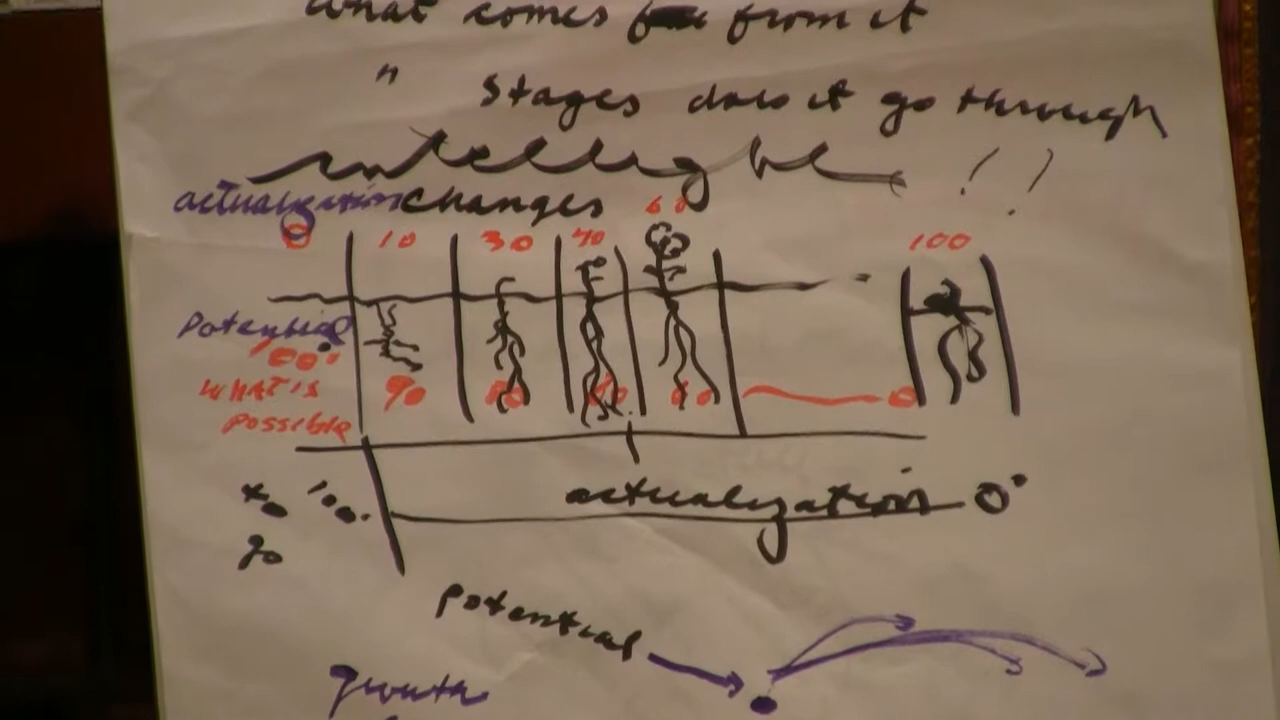 what comes from it
" stages does it go through
intelligible !!
actualization changes
0 10 30 40 60 100
Potential
100.
WHAT IS
POSSIBLE
90 0
to 100.
go
actualization 0
potential
growth